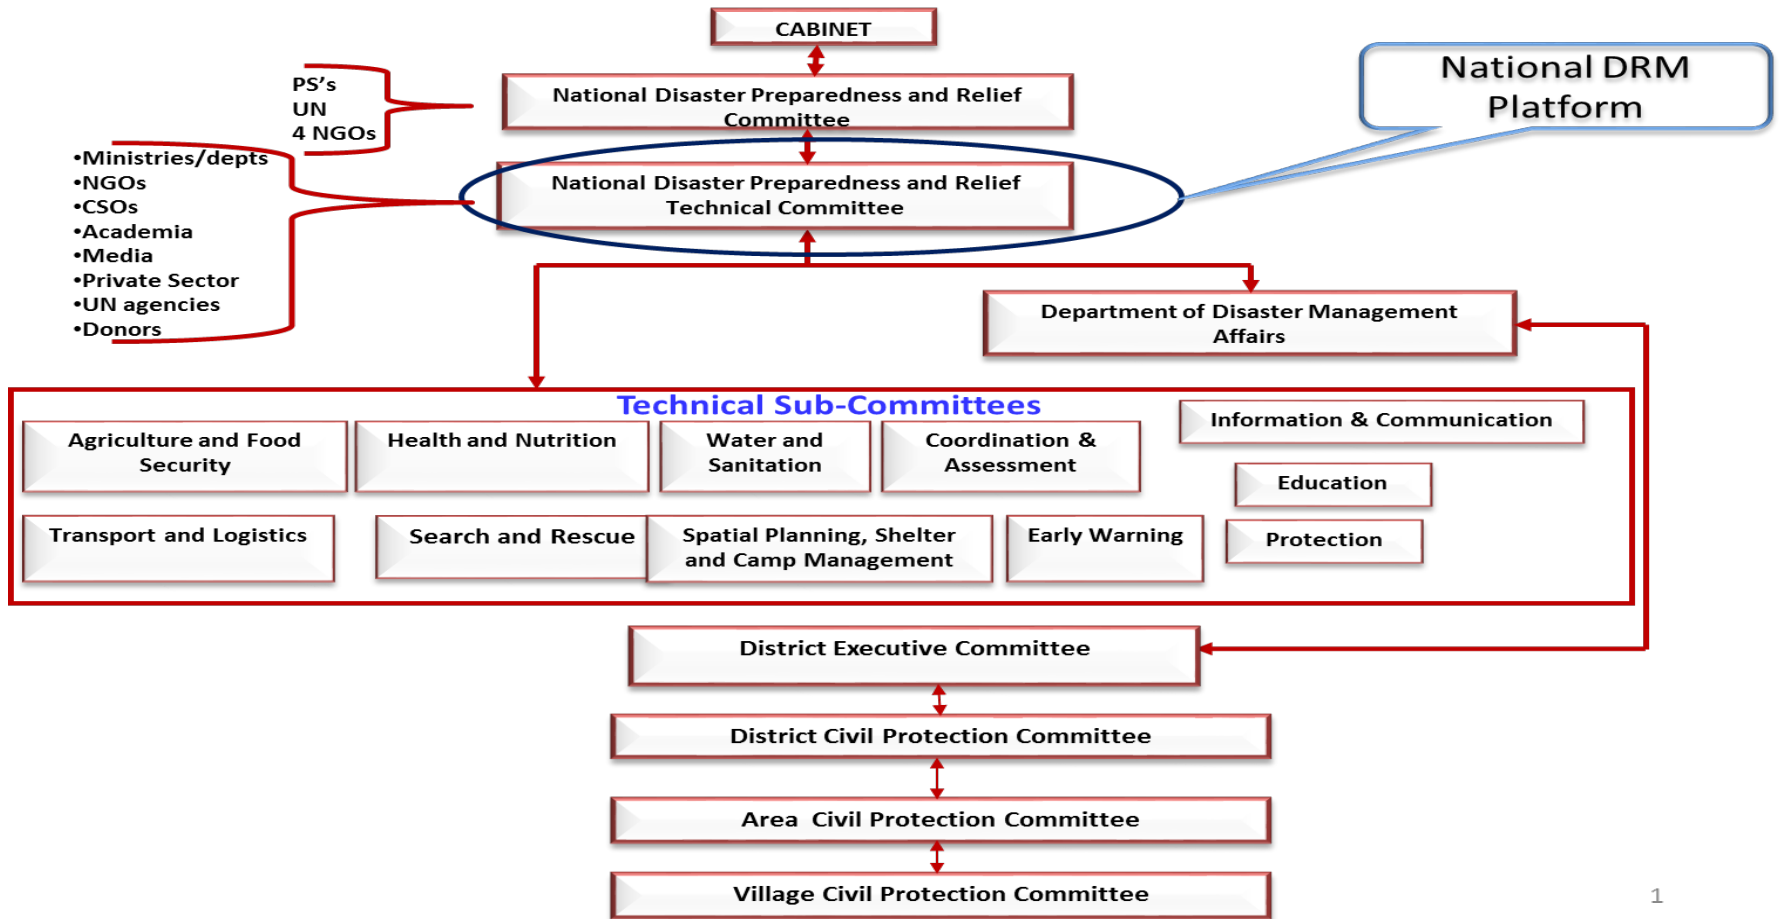 CABINET
National DRM
Platform
PS's
UN
4 NGOs
National Disaster Preparedness and Relief
Committee
•Ministries/depts
•NGOs
•CSOs
•Academia
•Media
•Private Sector
•UN agencies
•Donors
National Disaster Preparedness and Relief
Technical Committee
Department of Disaster Management
Affairs
Technical Sub-Committees
Agriculture and Food
Security
Health and Nutrition
Water and
Sanitation
Coordination &
Assessment
Information & Communication
Education
Transport and Logistics
Search and Rescue
Spatial Planning, Shelter
and Camp Management
Early Warning
Protection
District Executive Committee
District Civil Protection Committee
Area  Civil Protection Committee
Village Civil Protection Committee
1